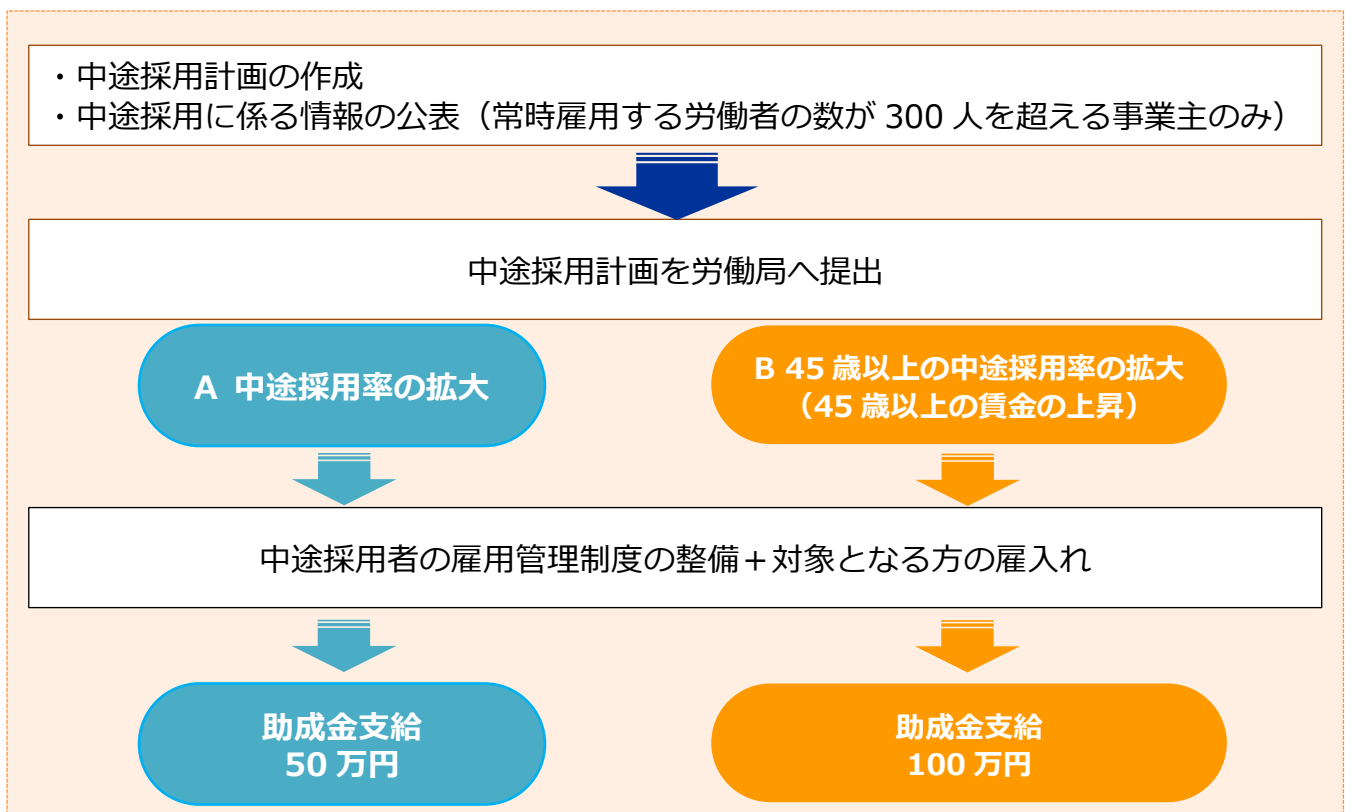 ・中途採用計画の作成
・中途採用に係る情報の公表（常時雇用する労働者の数が 300 人を超える事業主のみ）
中途採用計画を労働局へ提出
A 中途採用率の拡大
B 45 歳以上の中途採用率の拡大
（45 歳以上の賃金の上昇）
中途採用者の雇用管理制度の整備＋対象となる方の雇入れ
助成金支給
50 万円
助成金支給
100 万円